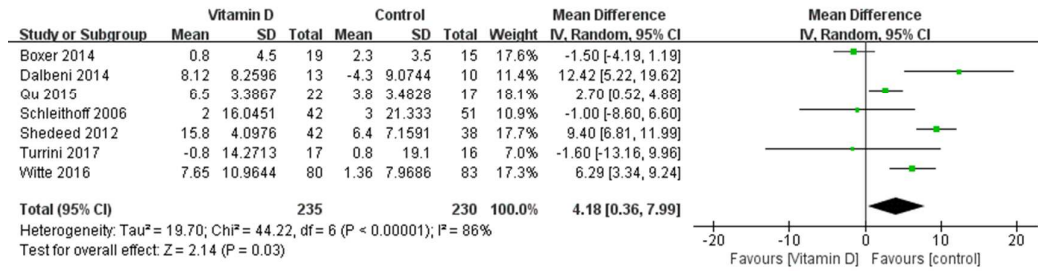 Vitamin D Control Mean Difference Mean Difference
Study or Subgroup Mean SD Total Mean SD Total Weight IV, Random, 95% CI IV, Random, 95% CI
Boxer 2014 0.8 4.5 19 2.3 3.5 15 17.6% -1.50 [-4.19, 1.19]
Dalbeni 2014 8.12 8.2596 13 -4.3 9.0744 10 11.4% 12.42 [5.22, 19.62]
Qu 2015 6.5 3.3867 22 3.8 3.4828 17 18.1% 2.70 [0.52, 4.88]
Schleithoff 2006 2 16.0451 42 3 21.333 51 10.9% -1.00 [-8.60, 6.60]
Shedeed 2012 15.8 4.0976 42 6.4 7.1591 38 17.7% 9.40 [6.81, 11.99]
Turrini 2017 -0.8 14.2713 17 0.8 19.1 16 7.0% -1.60 [-13.16, 9.96]
Witte 2016 7.65 10.9644 80 1.36 7.9686 83 17.3% 6.29 [3.34, 9.24]
Total (95% CI) 235 230 100.0% 4.18 [0.36, 7.99]
Heterogeneity: Tau² = 19.70; Chi² = 44.22, df = 6 (P < 0.00001); I² = 86%
Test for overall effect: Z = 2.14 (P = 0.03)
-20 -10 0 10 20
Favours [Vitamin D] Favours [control]